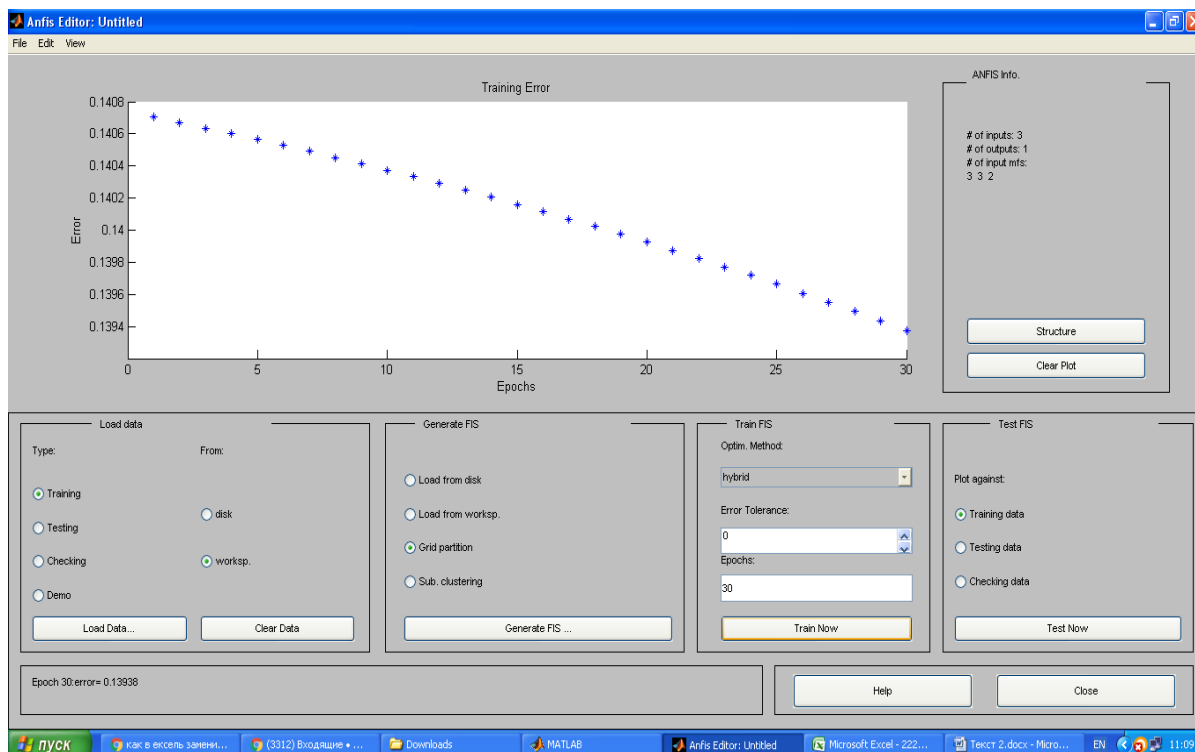 Anfis Editor: Untitled
File Edit View
Training Error
0.1408
0.1406
0.1404
0.1402
0.14
0.1398
0.1396
0.1394
Error
0 5 10 15 20 25 30
Epochs
ANFIS Info.
# of inputs: 3
# of outputs: 1
# of input mfs:
3 3 2
Structure
Clear Plot
Load data
Type: From:
Training
Testing
Checking
Demo
disk
worksp.
Load Data...
Clear Data
Generate FIS
Load from disk
Load from worksp.
Grid partition
Sub. clustering
Generate FIS ...
Train FIS
Optim. Method:
hybrid
Error Tolerance:
0
Epochs:
30
Train Now
Test FIS
Plot against:
Training data
Testing data
Checking data
Test Now
Epoch 30:error= 0.13938
Help
Close
пуск
как в ексель замени...
(3312) Входящие • ...
Downloads
MATLAB
Anfis Editor: Untitled
Microsoft Excel - 222...
Текст 2.docx - Micro...
EN
11:09